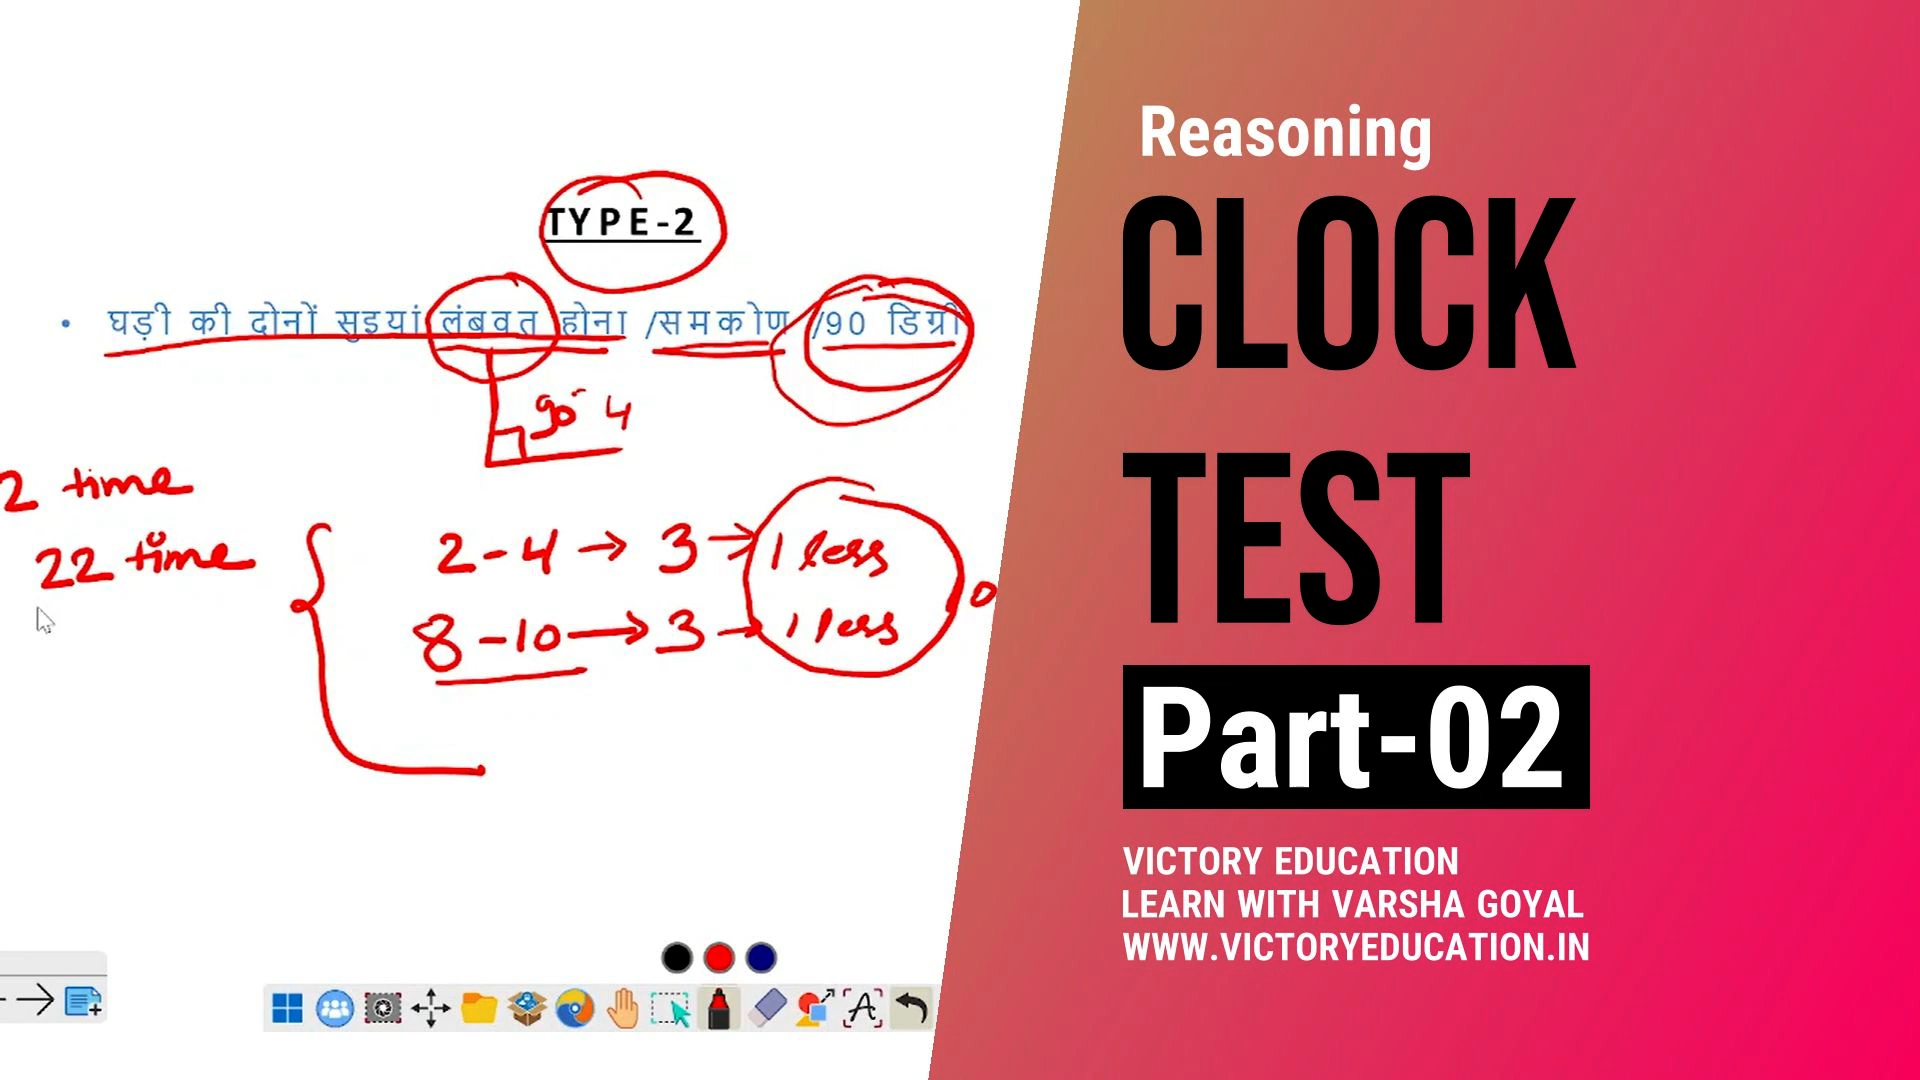 TYPE-2
• घड़ी की दोनों सुइयां लंबवत होना /समकोण /90 डिग्री
90° 4
2 time
22 time
2-4 → 3 → 1 less
8-10 → 3 → 1 less
Reasoning
CLOCK
TEST
Part-02
VICTORY EDUCATION
LEARN WITH VARSHA GOYAL
WWW.VICTORYEDUCATION.IN